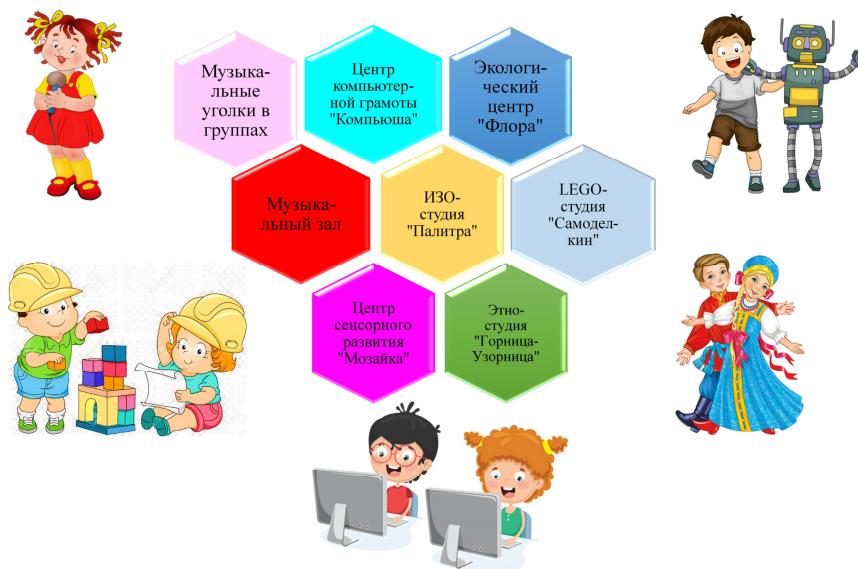 Музыка-
льные
уголки в
группах
Центр
компьютер-
ной грамоты
"Компьюша"
Экологи-
ческий
центр
"Флора"
Музыка-
льный зал
ИЗО-
студия
"Палитра"
LEGO-
студия
"Самодел-
кин"
Центр
сенсорного
развития
"Мозайка"
Этно-
студия
"Горница-
Узорница"